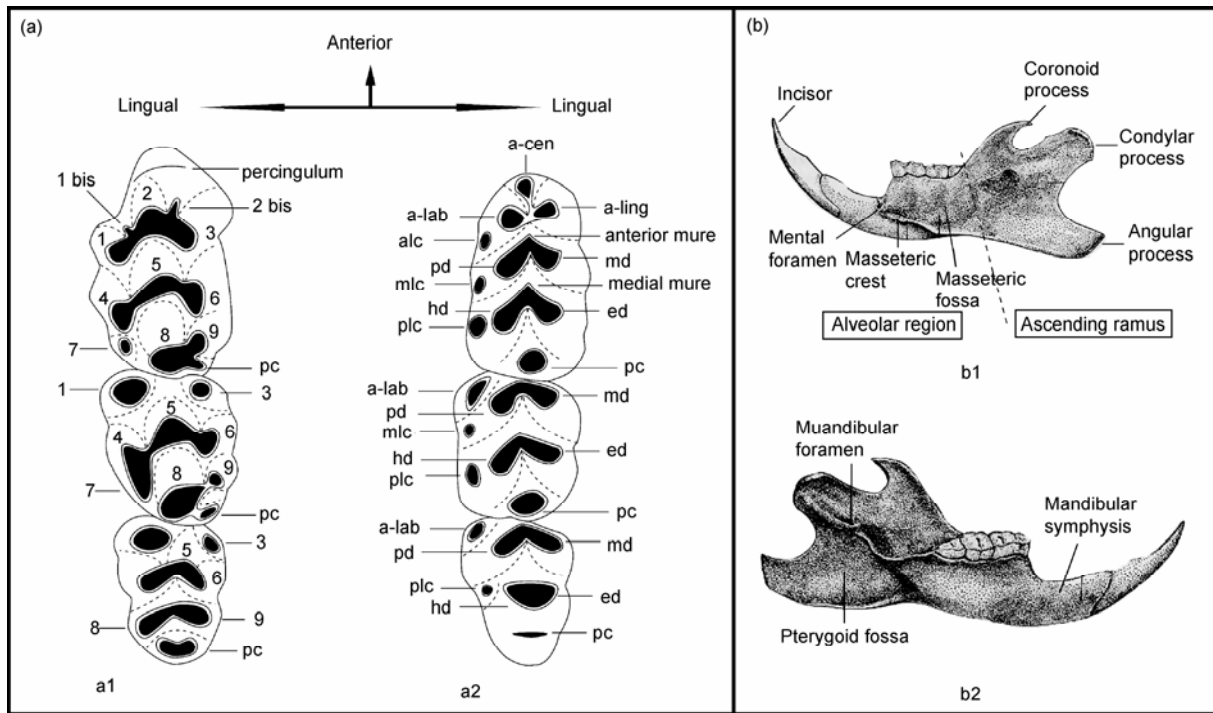 (a)
Anterior
Lingual
Lingual
percingulum
1 bis
2
2 bis
1
3
5
4
6
9
7
8
pc
1
3
5
4
6
8
9
7
pc
3
5
6
8
9
pc
a1
a-cen
a-lab
a-ling
alc
anterior mure
pd
md
mlc
medial mure
hd
ed
plc
pc
a-lab
md
pd
mlc
hd
ed
plc
pc
a-lab
pd
md
plc
hd
ed
pc
a2
(b)
Coronoid
process
Incisor
Condylar
process
Mental
foramen
Masseteric
crest
Masseteric
fossa
Angular
process
Alveolar region
Ascending ramus
b1
Muandibular
foramen
Mandibular
symphysis
Pterygoid fossa
b2